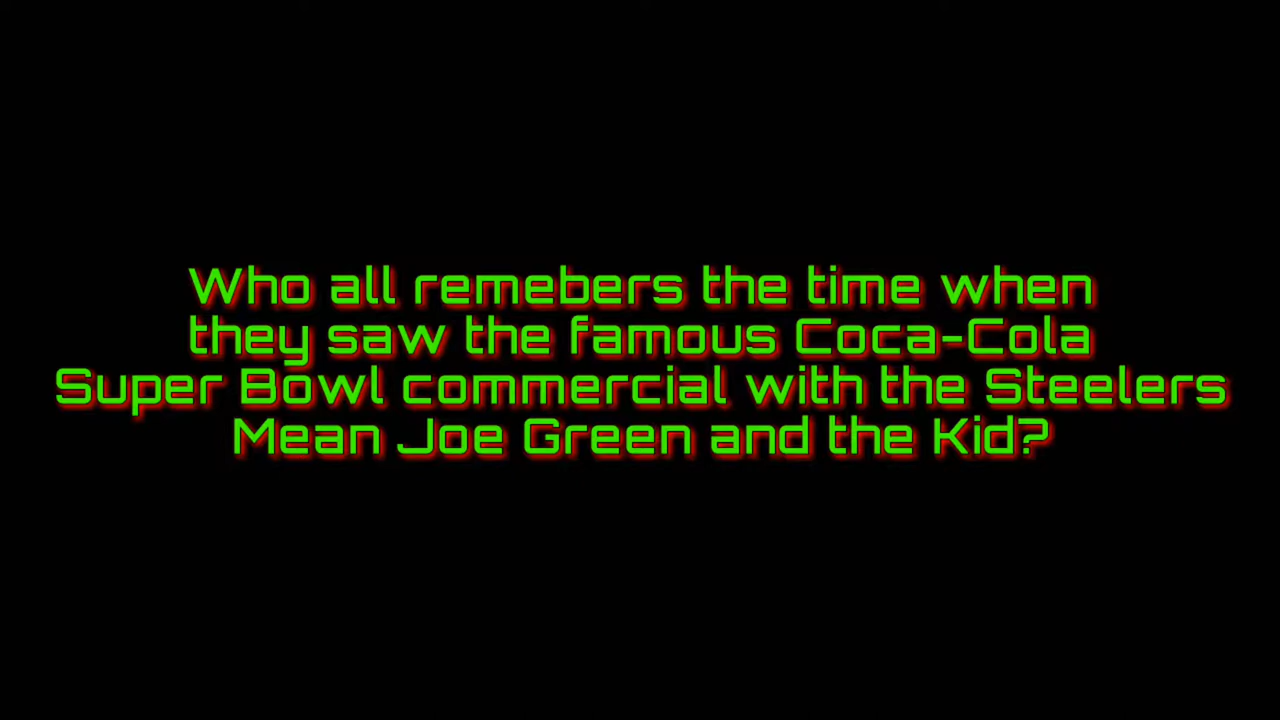 Who all remebers the time when
they saw the famous Coca-Cola
Super Bowl commercial with the Steelers
Mean Joe Green and the Kid?